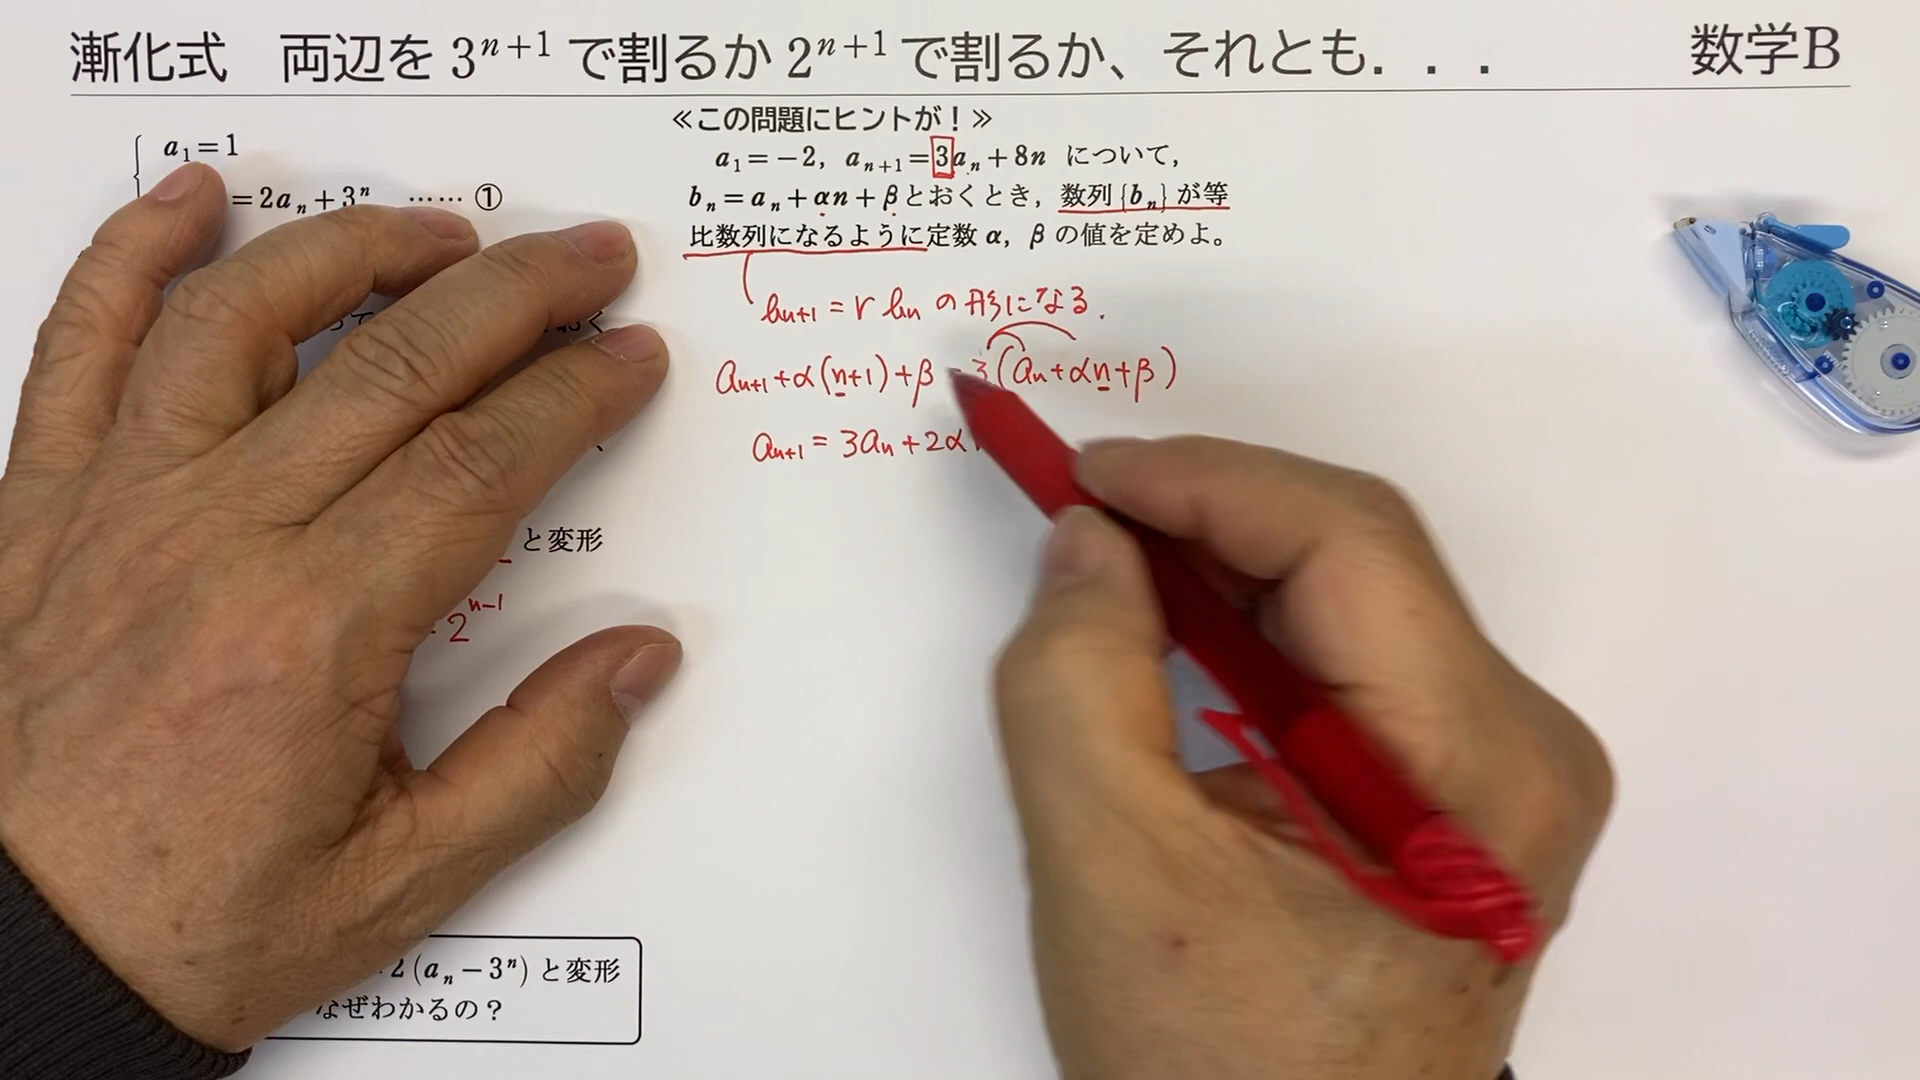 漸化式 両辺を 3^{n+1} で割るか 2^{n+1} で割るか、それとも．．． 数学B
a_1=1
=2a_n+3^n ……①
と変形
2^{n-1}
2(a_n-3^n) と変形
なぜわかるの？
≪この問題にヒントが！≫
a_1=-2, a_{n+1}=3a_n+8n について，
b_n=a_n+αn+β とおくとき，数列{b_n}が等
比数列になるように定数 α，β の値を定めよ。
b_{n+1}=r b_n の形になる．
a_{n+1}+α(n+1)+β 3(a_n+αn+β)
a_{n+1}=3a_n+2α